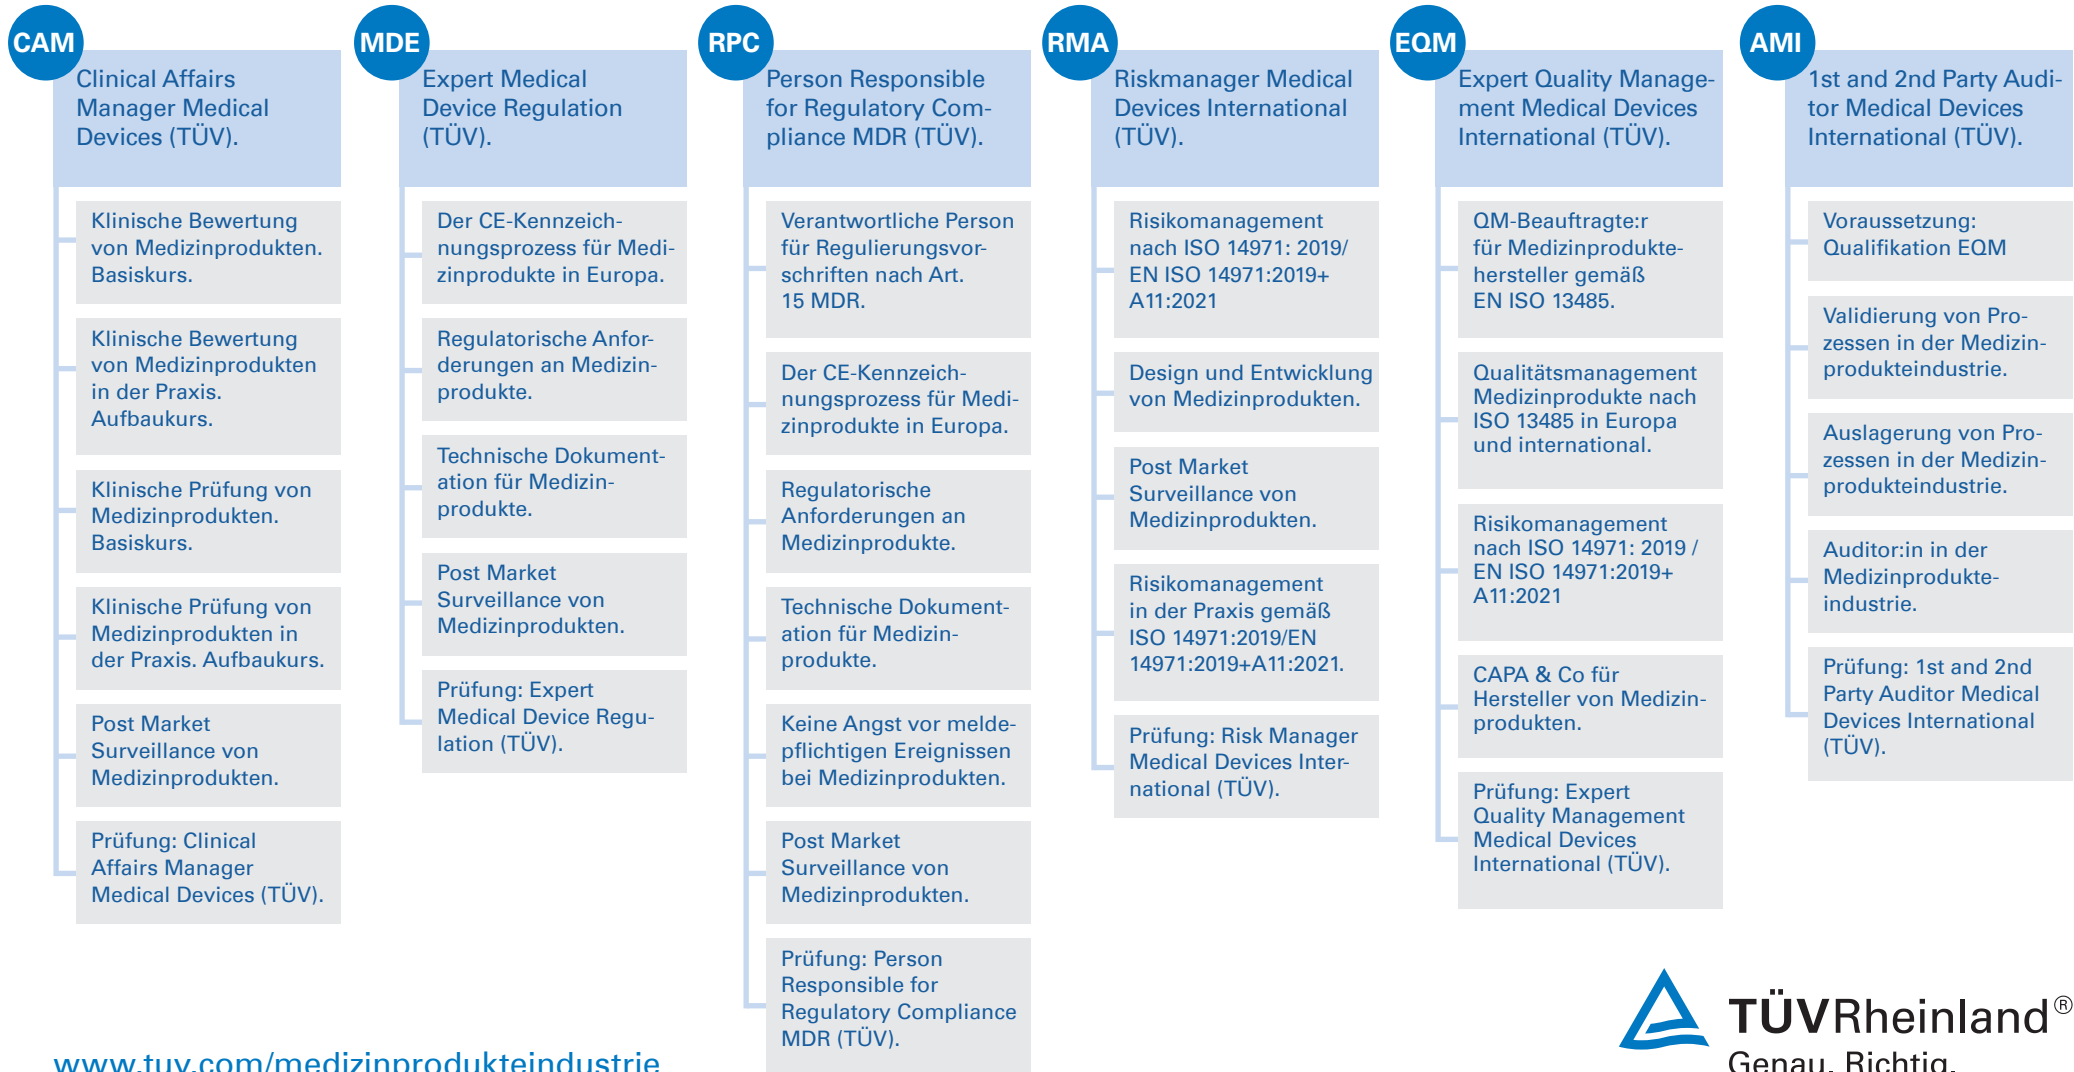 CAM
Clinical Affairs
Manager Medical
Devices (TÜV).
Klinische Bewertung
von Medizinprodukten.
Basiskurs.
Klinische Bewertung
von Medizinprodukten
in der Praxis.
Aufbaukurs.
Klinische Prüfung von
Medizinprodukten.
Basiskurs.
Klinische Prüfung von
Medizinprodukten in
der Praxis. Aufbaukurs.
Post Market
Surveillance von
Medizinprodukten.
Prüfung: Clinical
Affairs Manager
Medical Devices (TÜV).
MDE
Expert Medical
Device Regulation
(TÜV).
Der CE-Kennzeich-
nungsprozess für Medi-
zinprodukte in Europa.
Regulatorische Anfor-
derungen an Medizin-
produkte.
Technische Dokument-
ation für Medizin-
produkte.
Post Market
Surveillance von
Medizinprodukten.
Prüfung: Expert
Medical Device Regu-
lation (TÜV).
RPC
Person Responsible
for Regulatory Com-
pliance MDR (TÜV).
Verantwortliche Person
für Regulierungsvor-
schriften nach Art.
15 MDR.
Der CE-Kennzeich-
nungsprozess für Medi-
zinprodukte in Europa.
Regulatorische
Anforderungen an
Medizinprodukte.
Technische Dokument-
ation für Medizin-
produkte.
Keine Angst vor melde-
pflichtigen Ereignissen
bei Medizinprodukten.
Post Market
Surveillance von
Medizinprodukten.
Prüfung: Person
Responsible for
Regulatory Compliance
MDR (TÜV).
RMA
Riskmanager Medical
Devices International
(TÜV).
Risikomanagement
nach ISO 14971: 2019/
EN ISO 14971:2019+
A11:2021
Design und Entwicklung
von Medizinprodukten.
Post Market
Surveillance von
Medizinprodukten.
Risikomanagement
in der Praxis gemäß
ISO 14971:2019/EN
14971:2019+A11:2021.
Prüfung: Risk Manager
Medical Devices Inter-
national (TÜV).
EQM
Expert Quality Manage-
ment Medical Devices
International (TÜV).
QM-Beauftragte:r
für Medizinprodukte-
hersteller gemäß
EN ISO 13485.
Qualitätsmanagement
Medizinprodukte nach
ISO 13485 in Europa
und international.
Risikomanagement
nach ISO 14971: 2019 /
EN ISO 14971:2019+
A11:2021
CAPA & Co für
Hersteller von Medizin-
produkten.
Prüfung: Expert
Quality Management
Medical Devices
International (TÜV).
AMI
1st and 2nd Party Audi-
tor Medical Devices
International (TÜV).
Voraussetzung:
Qualifikation EQM
Validierung von Pro-
zessen in der Medizin-
produkteindustrie.
Auslagerung von Pro-
zessen in der Medizin-
produkteindustrie.
Auditor:in in der
Medizinprodukte-
industrie.
Prüfung: 1st and 2nd
Party Auditor Medical
Devices International
(TÜV).
www.tuv.com/medizinprodukteindustrie
TÜVRheinland®
Genau. Richtig.